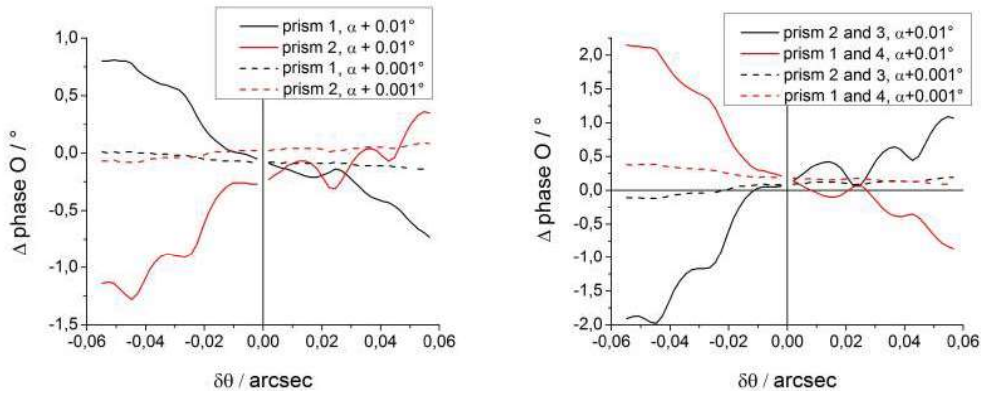 prism 1, α + 0.01°
prism 2, α + 0.01°
prism 1, α + 0.001°
prism 2, α + 0.001°
1,0
0,5
0,0
-0,5
-1,0
-1,5
-0,06
-0,04
-0,02
0,00
0,02
0,04
0,06
Δ phase O / °
δθ / arcsec
prism 2 and 3, α+0.01°
prism 1 and 4, α+0.01°
prism 2 and 3, α+0.001°
prism 1 and 4, α+0.001°
2,0
1,5
1,0
0,5
0,0
-0,5
-1,0
-1,5
-2,0
-0,06
-0,04
-0,02
0,00
0,02
0,04
0,06
Δ phase O / °
δθ / arcsec